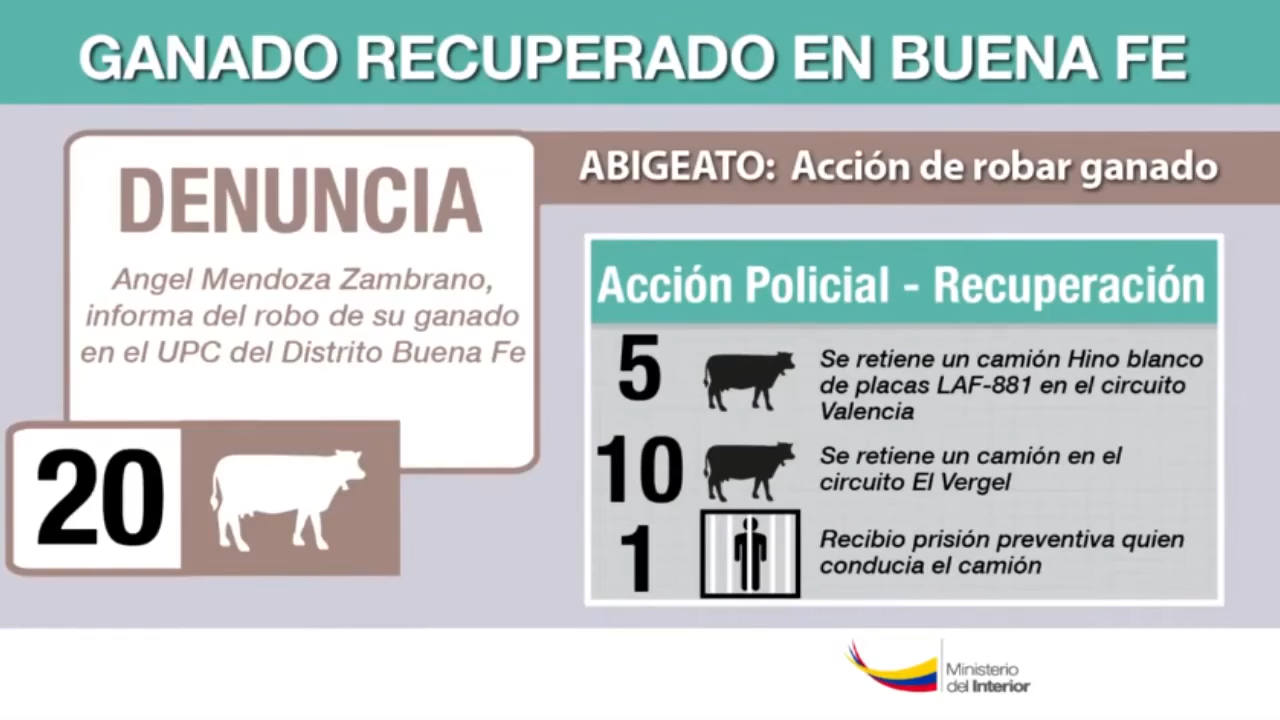 GANADO RECUPERADO EN BUENA FE
DENUNCIA
Angel Mendoza Zambrano,
informa del robo de su ganado
en el UPC del Distrito Buena Fe
20
ABIGEATO: Acción de robar ganado
Acción Policial - Recuperación
5
Se retiene un camión Hino blanco
de placas LAF-881 en el circuito
Valencia
10
Se retiene un camión en el
circuito El Vergel
1
Recibio prisión preventiva quien
conducia el camión
Ministerio
del Interior